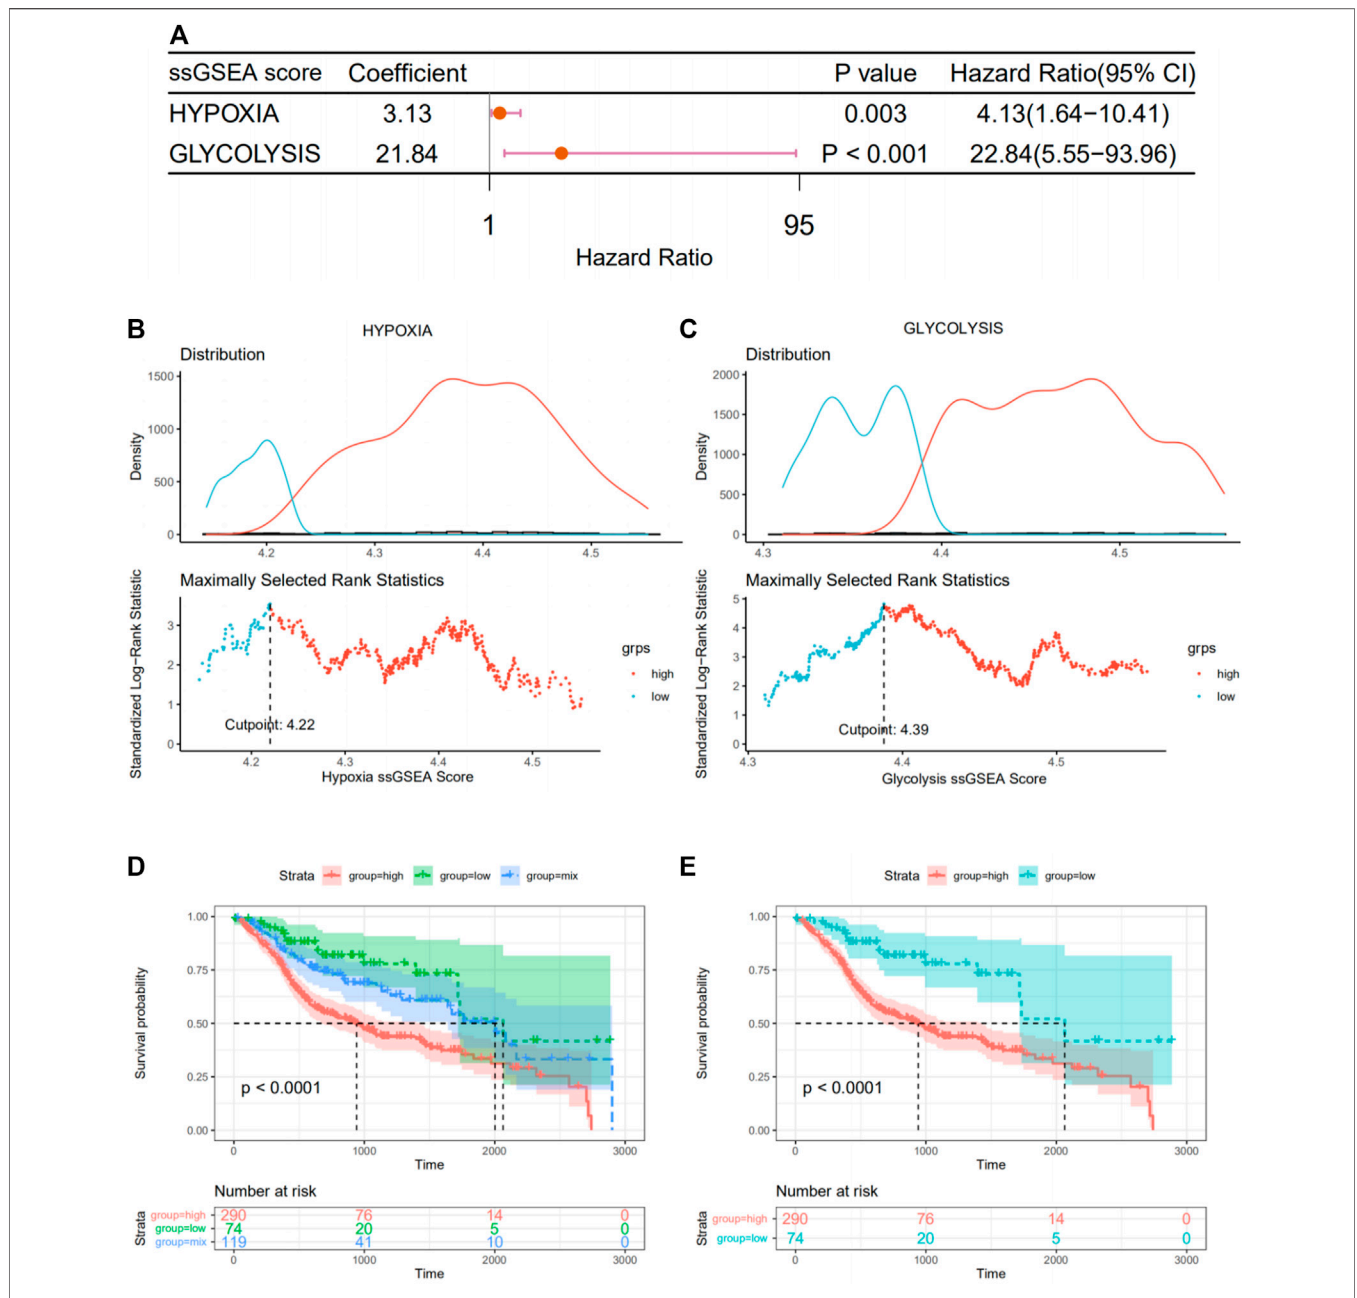 A
ssGSEA score Coefficient P value Hazard Ratio(95% CI)
HYPOXIA 3.13 0.003 4.13(1.64−10.41)
GLYCOLYSIS 21.84 P < 0.001 22.84(5.55−93.96)
1 95
Hazard Ratio
B
HYPOXIA
Distribution
Density
1500
1000
500
0
4.2 4.3 4.4 4.5
Maximally Selected Rank Statistics
Standardized Log−Rank Statistic
3
2
1
0
Cutpoint: 4.22
4.2 4.3 4.4 4.5
Hypoxia ssGSEA Score
grps
high
low
C
GLYCOLYSIS
Distribution
Density
2000
1500
1000
500
0
4.3 4.4 4.5
Maximally Selected Rank Statistics
Standardized Log−Rank Statistic
5
4
3
2
1
0
Cutpoint: 4.39
4.3 4.4 4.5
Glycolysis ssGSEA Score
grps
high
low
D
Strata group=high group=low group=mix
Survival probability
1.00
0.75
0.50
0.25
0.00
p < 0.0001
0 1000 2000 3000
Time
Number at risk
Strata
group=high 290 76 14 0
group=low 74 20 5 0
group=mix 119 41 10 0
0 1000 2000 3000
Time
E
Strata group=high group=low
Survival probability
1.00
0.75
0.50
0.25
0.00
p < 0.0001
0 1000 2000 3000
Time
Number at risk
Strata
group=high 290 76 14 0
group=low 74 20 5 0
0 1000 2000 3000
Time